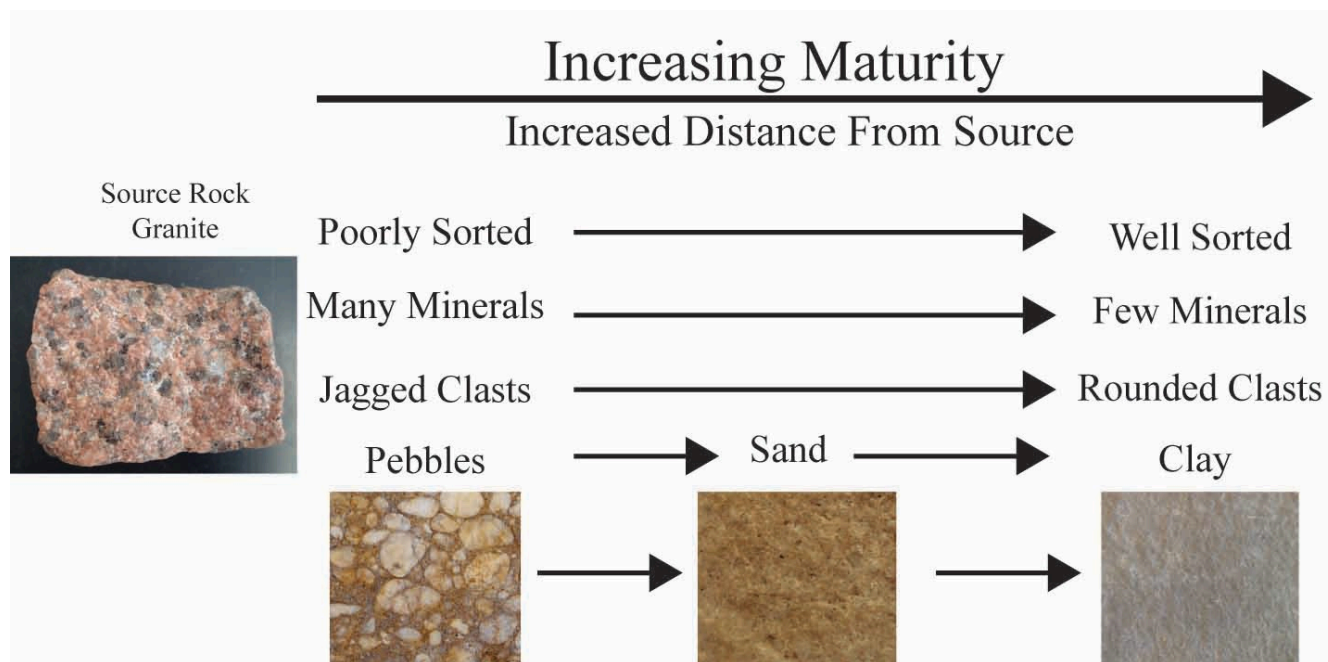 Increasing Maturity
Increased Distance From Source
Source Rock
Granite
Poorly Sorted
Well Sorted
Many Minerals
Few Minerals
Jagged Clasts
Rounded Clasts
Pebbles
Sand
Clay